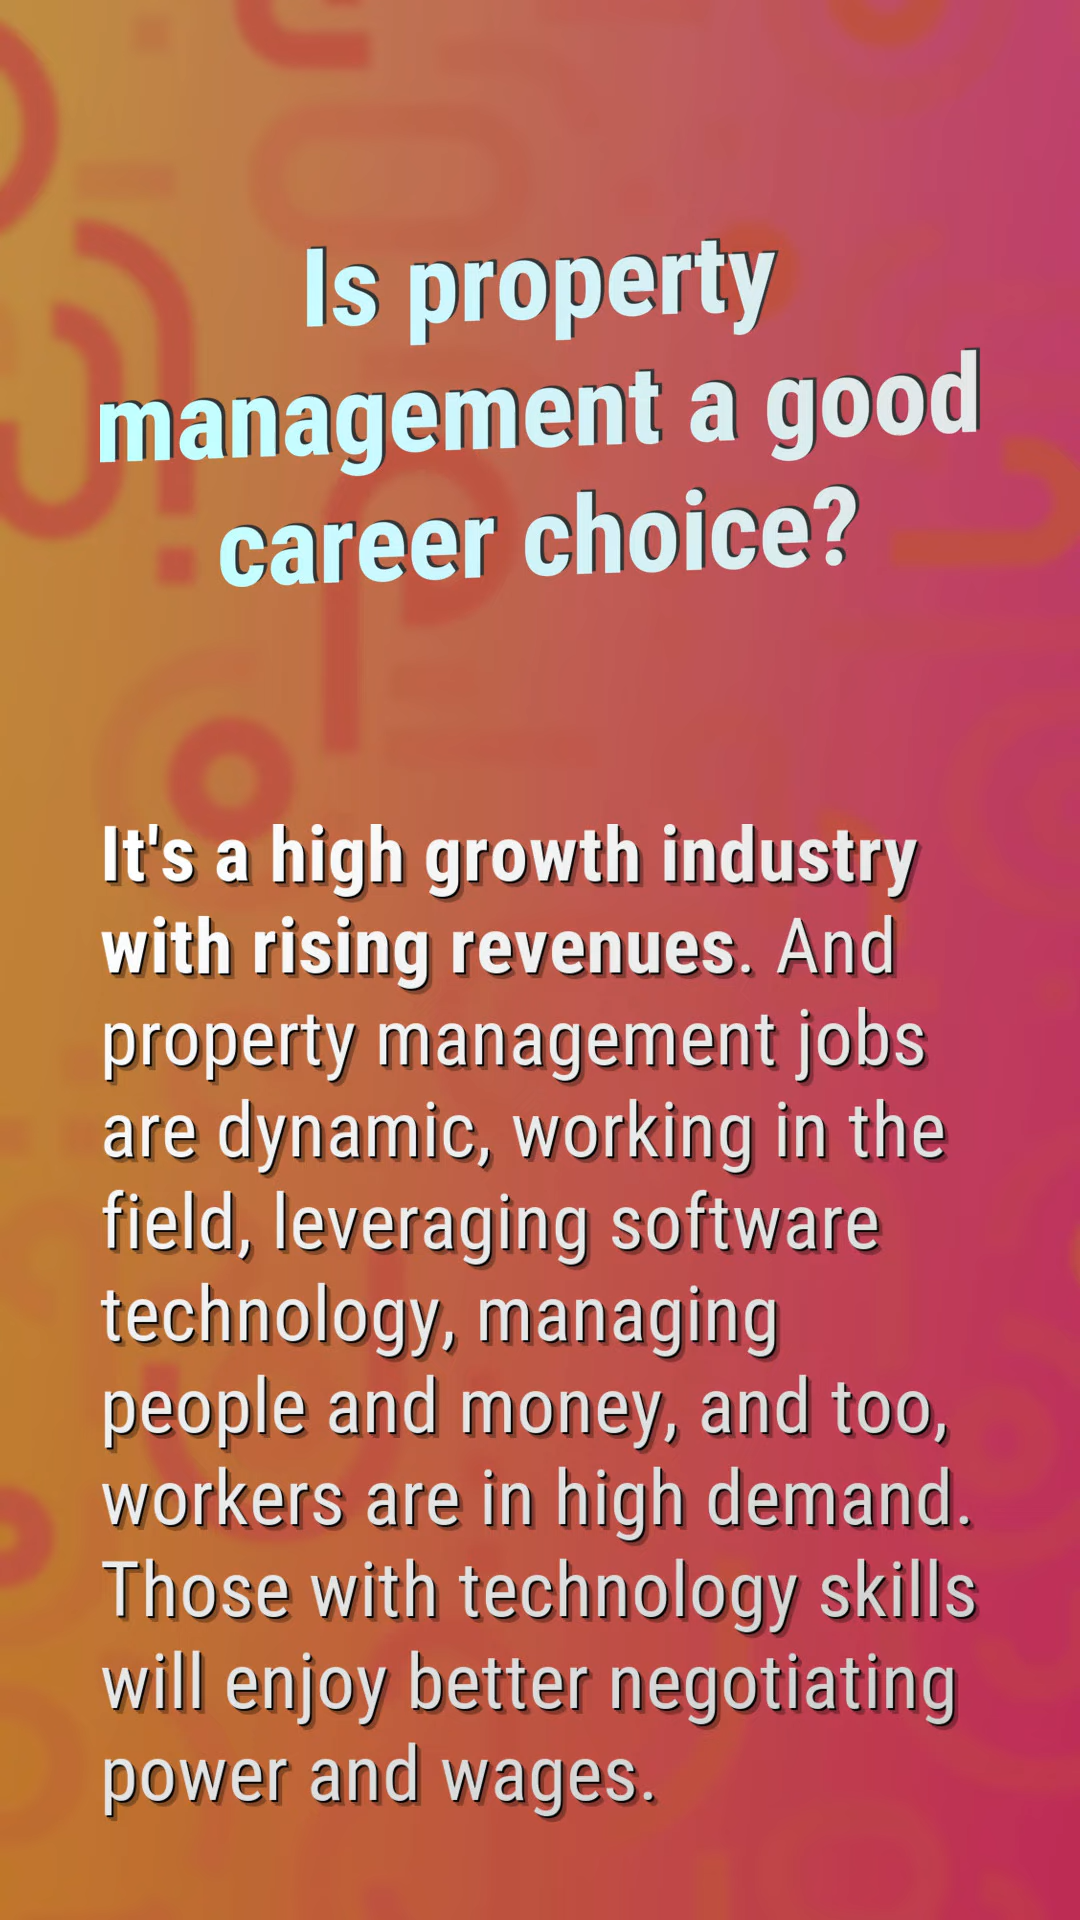 Is property
management a good
career choice?
It's a high growth industry
with rising revenues. And
property management jobs
are dynamic, working in the
field, leveraging software
technology, managing
people and money, and too,
workers are in high demand.
Those with technology skills
will enjoy better negotiating
power and wages.